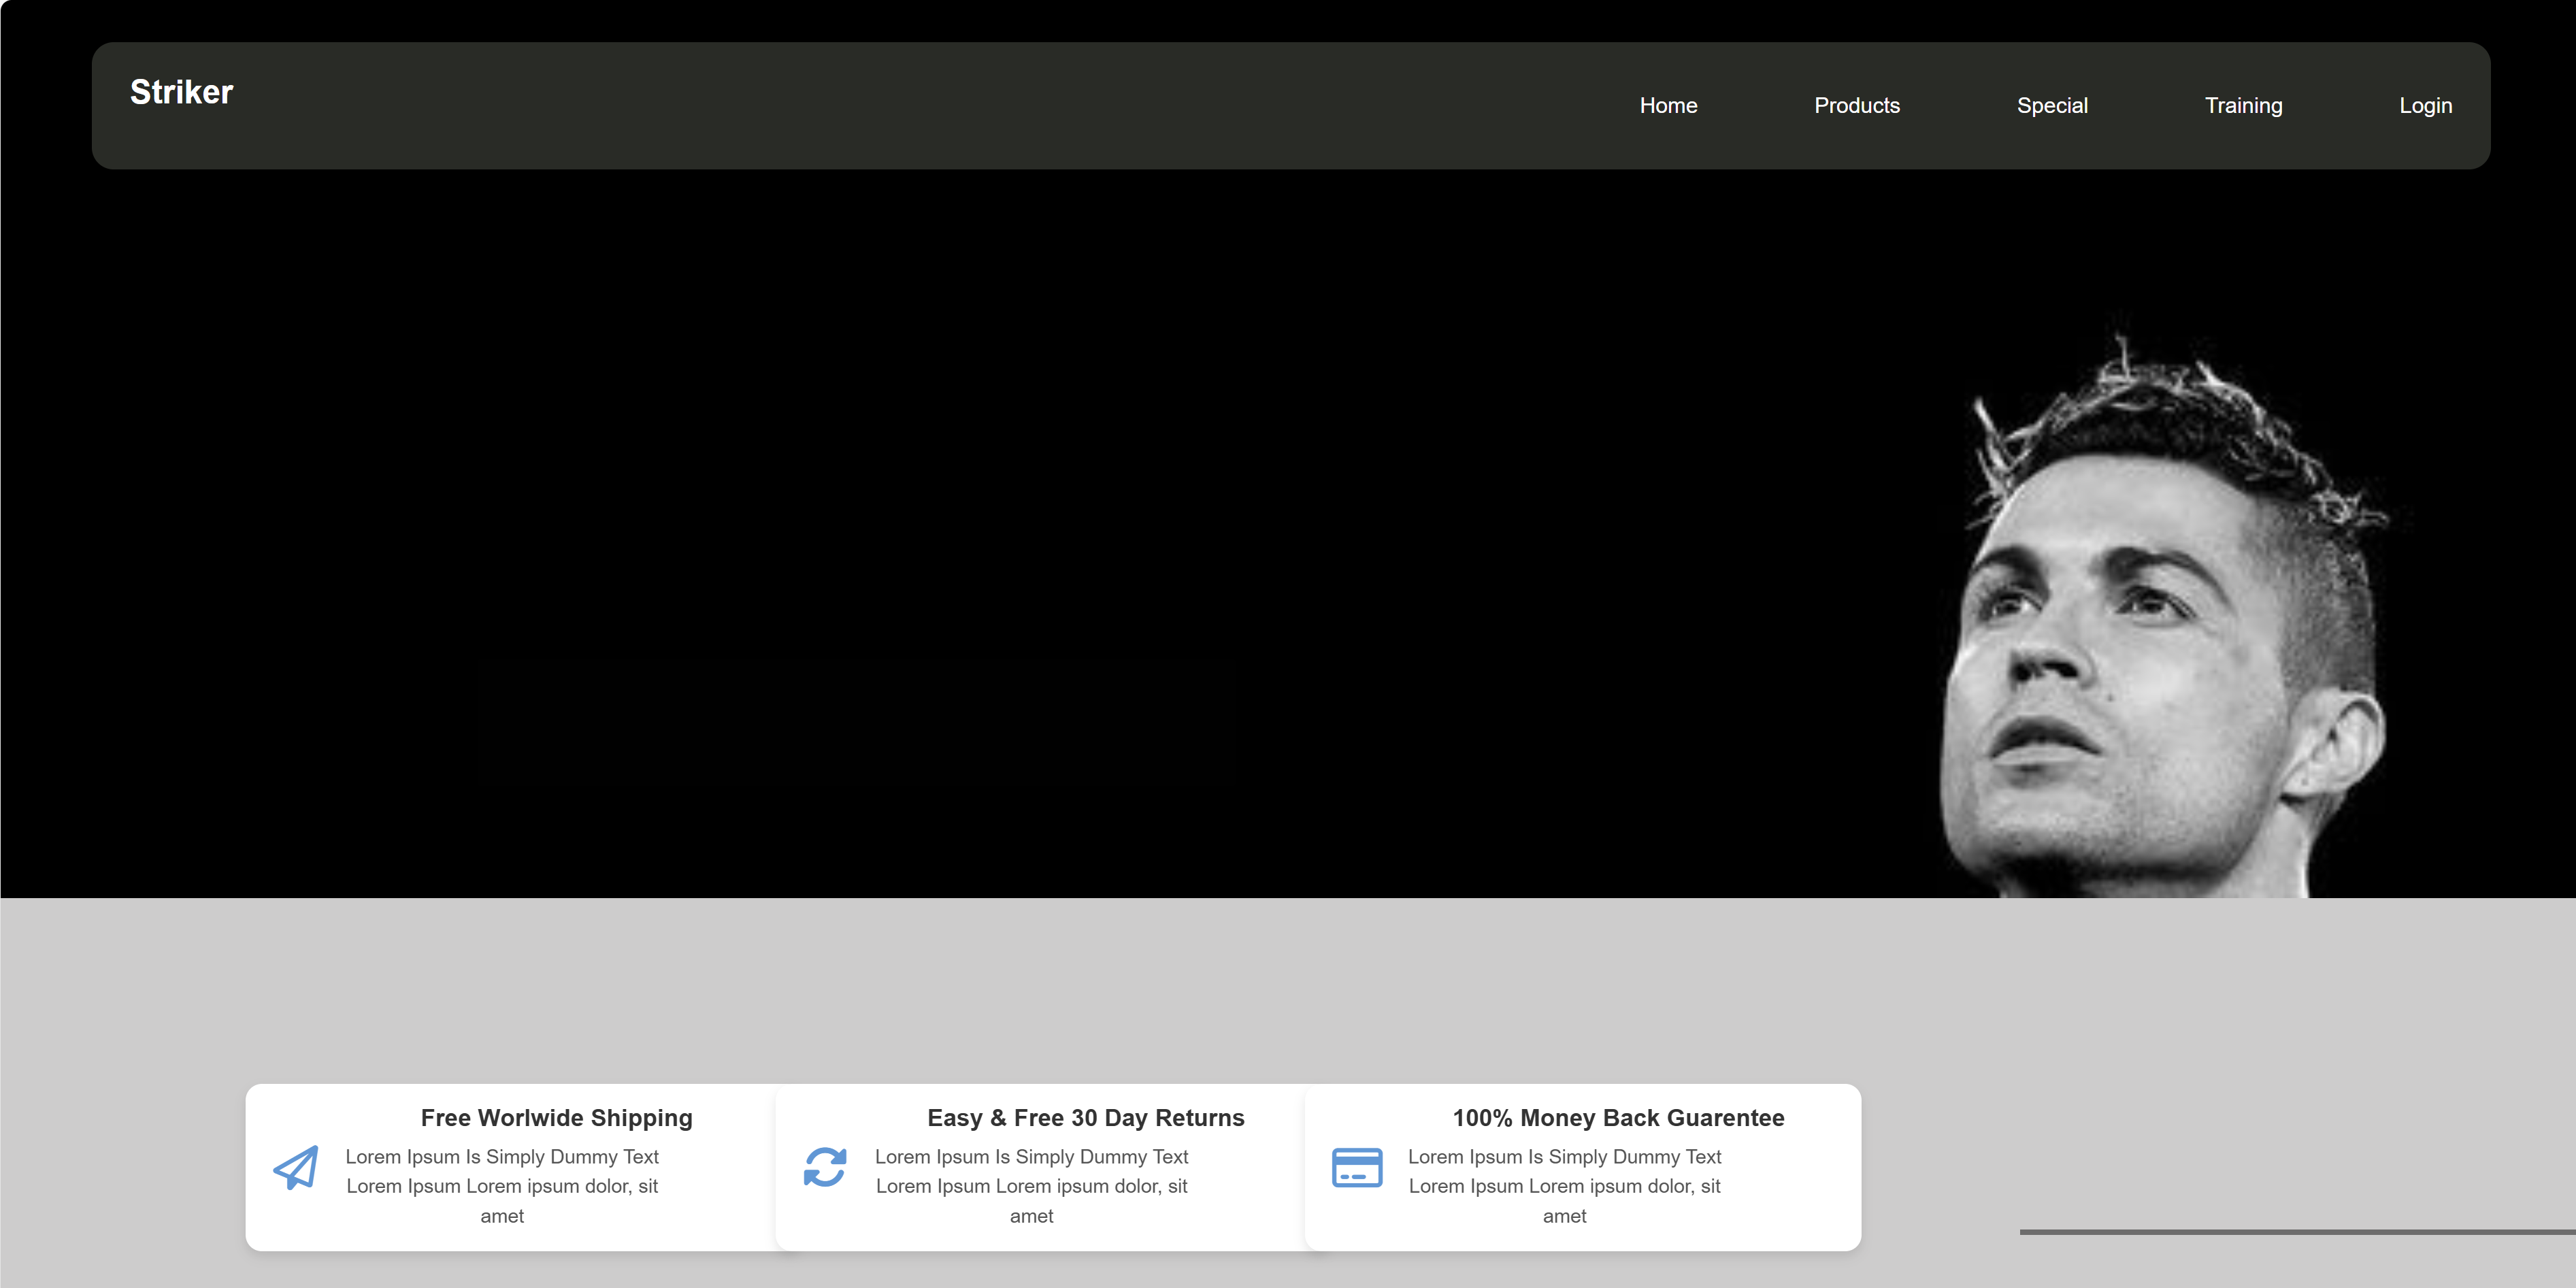 Striker
Home
Products
Special
Training
Login
Free Worlwide Shipping
Lorem Ipsum Is Simply Dummy Text
Lorem Ipsum Lorem ipsum dolor, sit
amet
Easy & Free 30 Day Returns
Lorem Ipsum Is Simply Dummy Text
Lorem Ipsum Lorem ipsum dolor, sit
amet
100% Money Back Guarentee
Lorem Ipsum Is Simply Dummy Text
Lorem Ipsum Lorem ipsum dolor, sit
amet